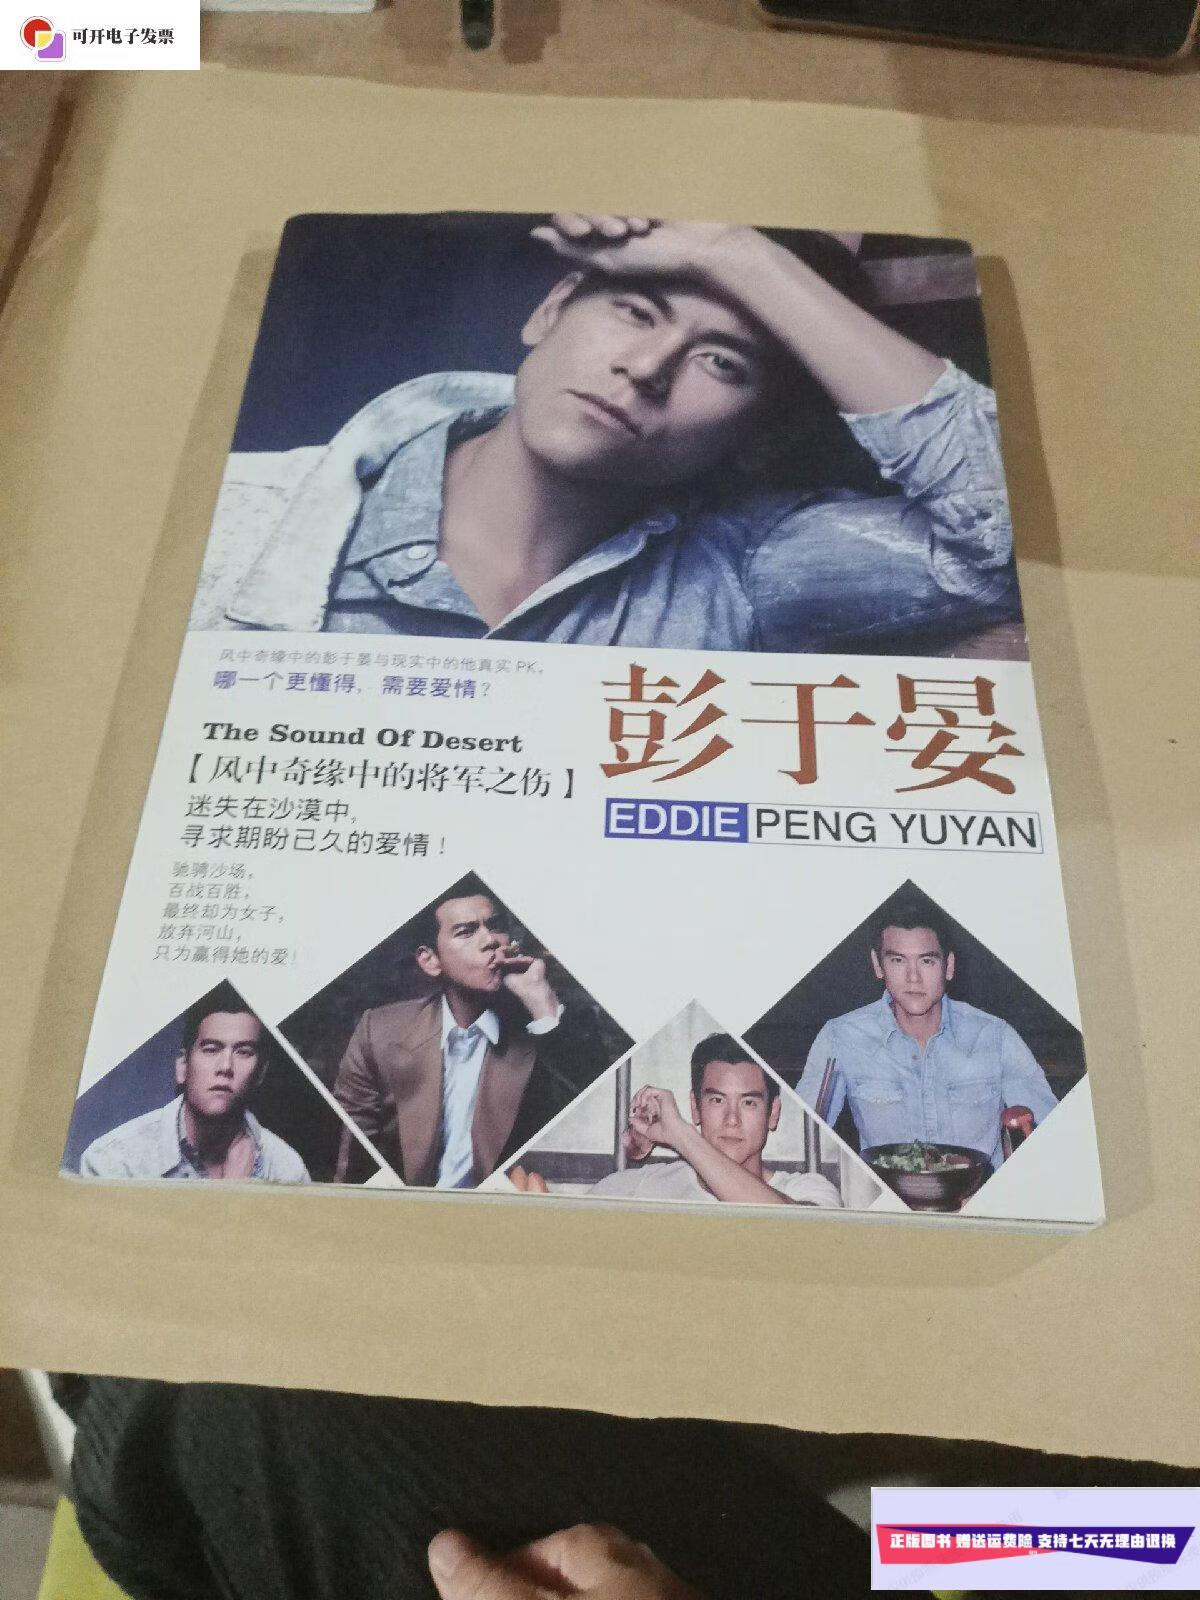 可开电子发票
风中奇缘中的彭于晏与现实中的他真实 PK,
哪一个更懂得, 需要爱情?
The Sound Of Desert
【风中奇缘中的将军之伤】
迷失在沙漠中,
寻求期盼已久的爱情!
驰骋沙场,
百战百胜,
最终却为女子,
放弃河山,
只为赢得她的爱!
彭于晏
EDDIE PENG YUYAN
正版图书 赠送运费险 支持七天无理由退换